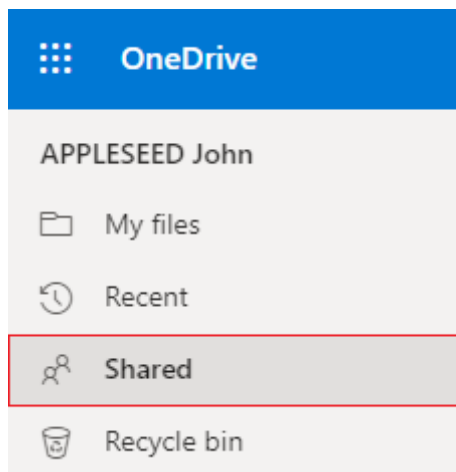 OneDrive
APPLESEED John
My files
Recent
Shared
Recycle bin